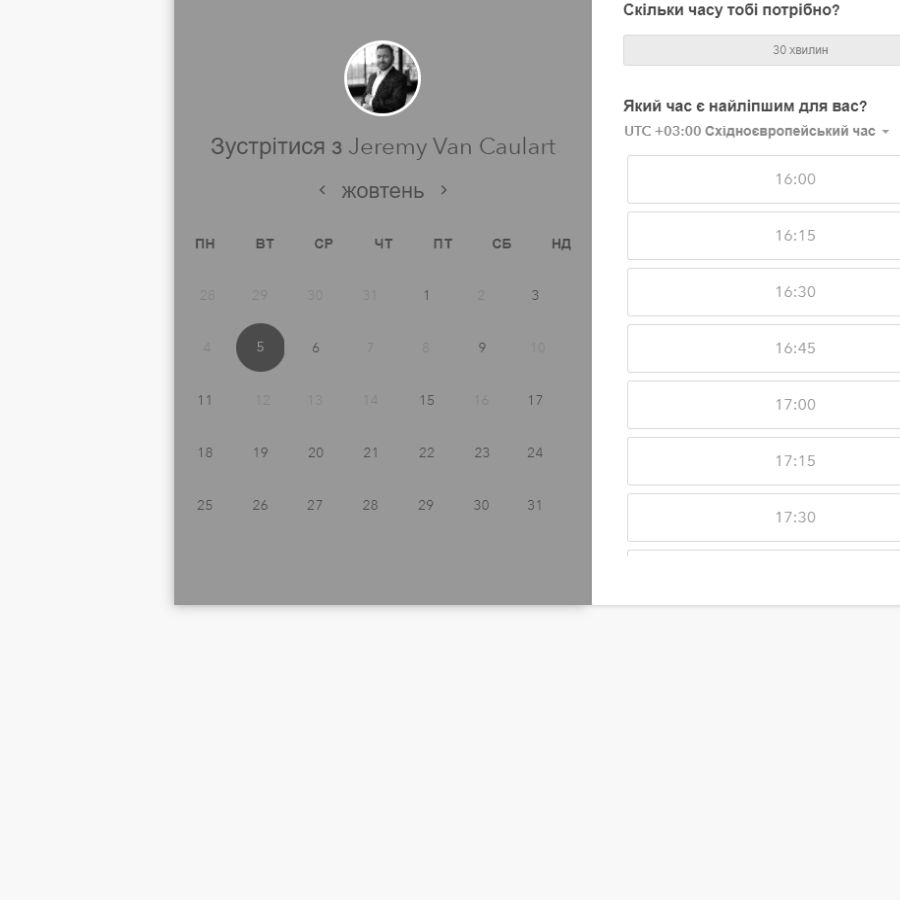 Зустрітися з Jeremy Van Caulart
жовтень
ПН ВТ СР ЧТ ПТ СБ НД
28 29 30 31 1 2 3
4 5 6 7 8 9 10
11 12 13 14 15 16 17
18 19 20 21 22 23 24
25 26 27 28 29 30 31
Скільки часу тобі потрібно?
30 хвилин
Який час є найліпшим для вас?
UTC +03:00 Східноєвропейський час
16:00
16:15
16:30
16:45
17:00
17:15
17:30